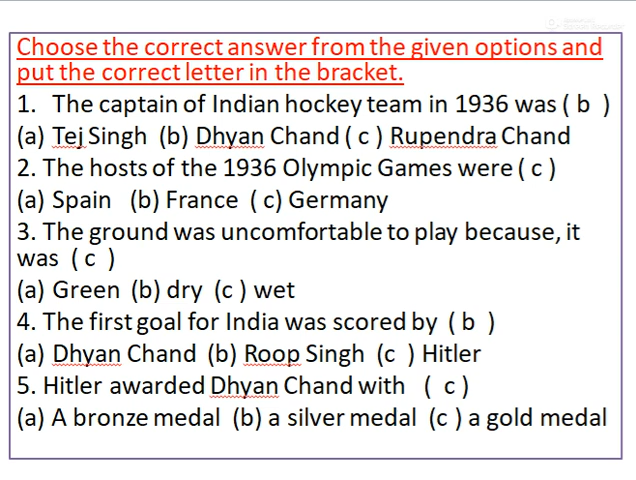 Choose the correct answer from the given options and
put the correct letter in the bracket.
1. The captain of Indian hockey team in 1936 was ( b )
(a) Tej Singh (b) Dhyan Chand ( c ) Rupendra Chand
2. The hosts of the 1936 Olympic Games were ( c )
(a) Spain (b) France ( c) Germany
3. The ground was uncomfortable to play because, it
was ( c )
(a) Green (b) dry (c ) wet
4. The first goal for India was scored by ( b )
(a) Dhyan Chand (b) Roop Singh (c ) Hitler
5. Hitler awarded Dhyan Chand with ( c )
(a) A bronze medal (b) a silver medal (c ) a gold medal